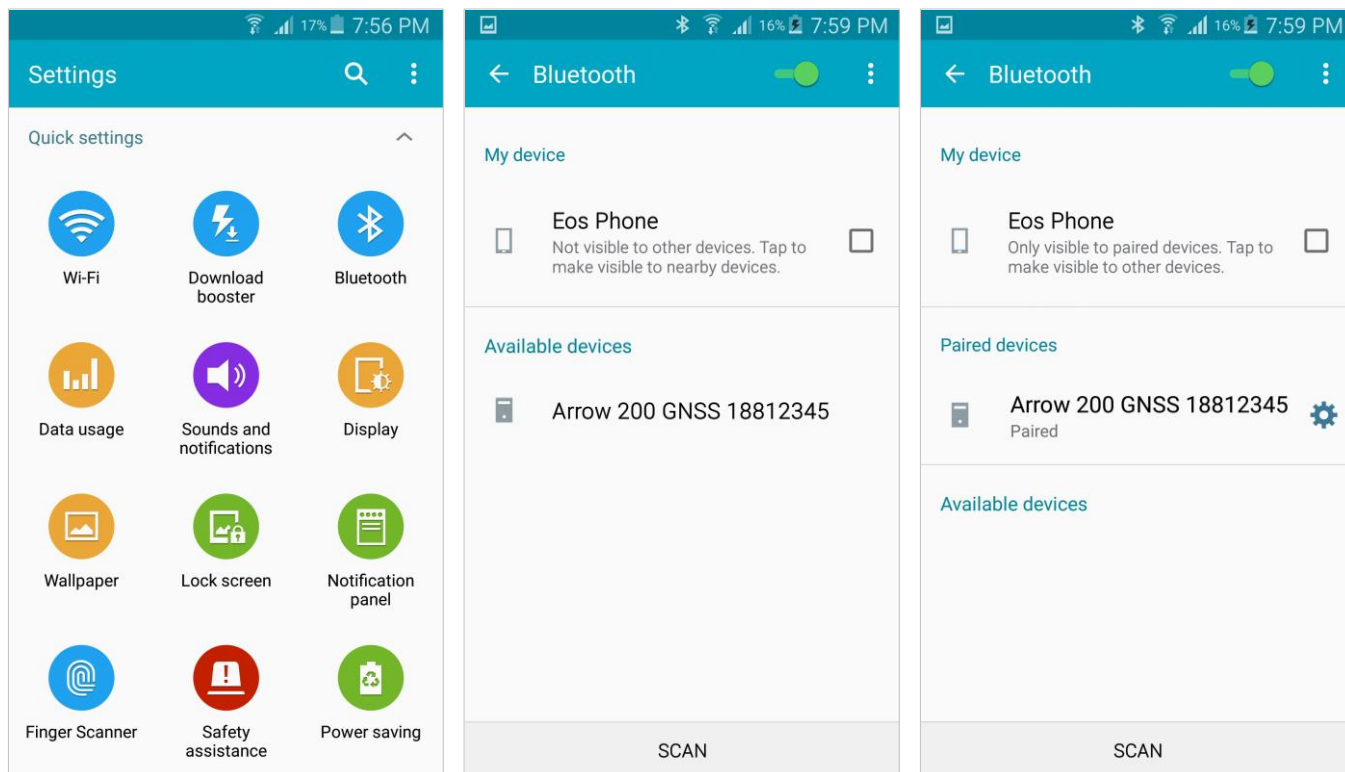 17% 7:56 PM
Settings
Quick settings
Wi-Fi
Download
booster
Bluetooth
Data usage
Sounds and
notifications
Display
Wallpaper
Lock screen
Notification
panel
Finger Scanner
Safety
assistance
Power saving
16% 7:59 PM
Bluetooth
My device
Eos Phone
Not visible to other devices. Tap to
make visible to nearby devices.
Available devices
Arrow 200 GNSS 18812345
SCAN
16% 7:59 PM
Bluetooth
My device
Eos Phone
Only visible to paired devices. Tap to
make visible to other devices.
Paired devices
Arrow 200 GNSS 18812345
Paired
Available devices
SCAN